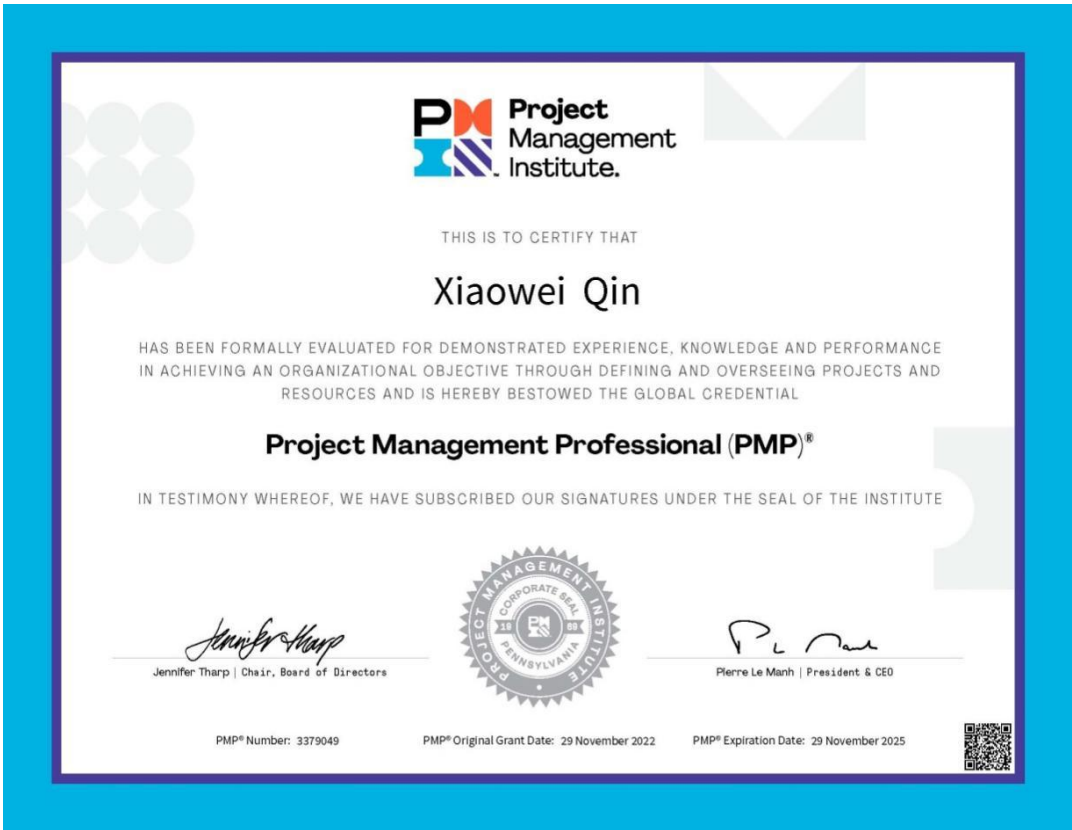 PM
Project
Management
Institute.
THIS IS TO CERTIFY THAT
Xiaowei Qin
HAS BEEN FORMALLY EVALUATED FOR DEMONSTRATED EXPERIENCE, KNOWLEDGE AND PERFORMANCE
IN ACHIEVING AN ORGANIZATIONAL OBJECTIVE THROUGH DEFINING AND OVERSEEING PROJECTS AND
RESOURCES AND IS HEREBY BESTOWED THE GLOBAL CREDENTIAL
Project Management Professional (PMP)®
IN TESTIMONY WHEREOF, WE HAVE SUBSCRIBED OUR SIGNATURES UNDER THE SEAL OF THE INSTITUTE
PROJECT MANAGEMENT INSTITUTE
CORPORATE SEAL
19 69
PENNSYLVANIA
Jennifer Tharp
Jennifer Tharp | Chair, Board of Directors
Pierre Le Manh | President & CEO
PMP® Number: 3379049
PMP® Original Grant Date: 29 November 2022
PMP® Expiration Date: 29 November 2025